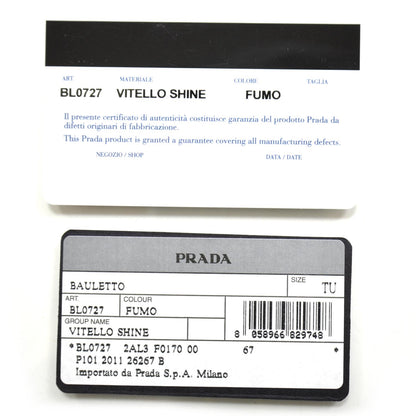 ART. MATERIALE COLORE TAGLIA
BL0727 VITELLO SHINE FUMO
Il presente certificato di autenticità costituisce garanzia del prodotto Prada da
difetti originari di fabbricazione.
This Prada product is granted a guarantee covering all manufacturing defects.
NEGOZIO / SHOP DATA / DATE
PRADA
BAULETTO SIZE TU
ART. COLOUR
BL0727 FUMO
GROUP NAME
VITELLO SHINE
8 058966 829748
*BL0727 2AL3 F0170 00 67 *
P101 2011 26267 B
Importato da Prada S.p.A. Milano